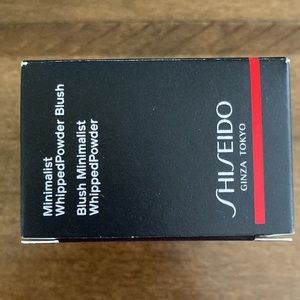 Minimalist
WhippedPowder Blush
Blush Minimalist
WhippedPowder
SHISEIDO
GINZA TOKYO